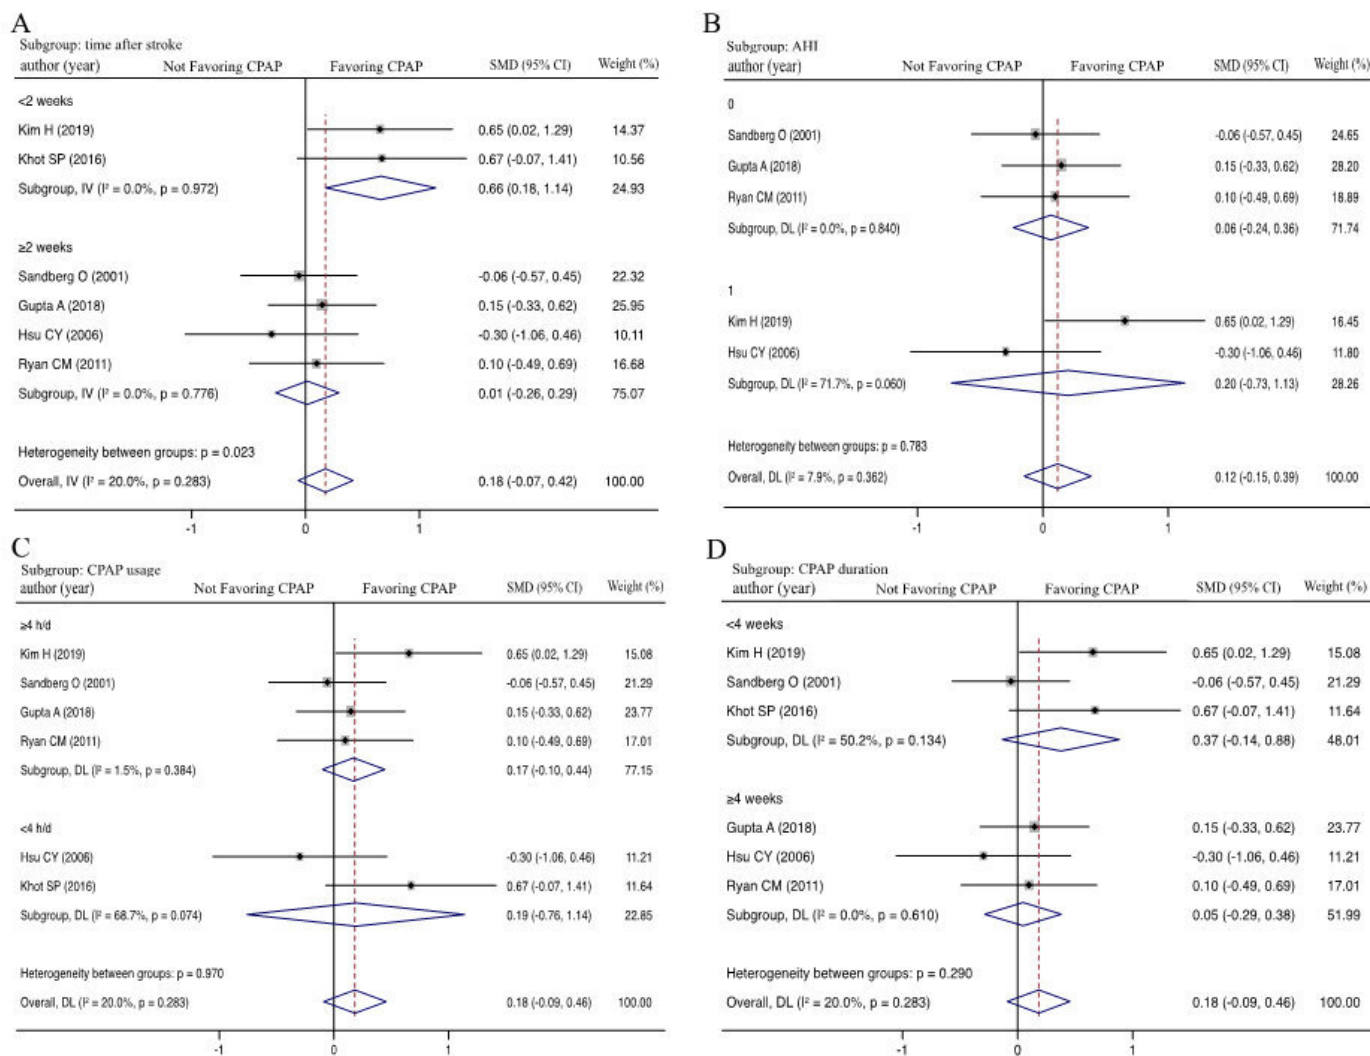 A
Subgroup: time after stroke
author (year) Not Favoring CPAP Favoring CPAP SMD (95% CI) Weight (%)
<2 weeks
Kim H (2019) 0.65 (0.02, 1.29) 14.37
Khot SP (2016) 0.67 (-0.07, 1.41) 10.56
Subgroup, IV (I² = 0.0%, p = 0.972) 0.66 (0.18, 1.14) 24.93
≥2 weeks
Sandberg O (2001) -0.06 (-0.57, 0.45) 22.32
Gupta A (2018) 0.15 (-0.33, 0.62) 25.95
Hsu CY (2006) -0.30 (-1.06, 0.46) 10.11
Ryan CM (2011) 0.10 (-0.49, 0.69) 16.68
Subgroup, IV (I² = 0.0%, p = 0.776) 0.01 (-0.26, 0.29) 75.07
Heterogeneity between groups: p = 0.023
Overall, IV (I² = 20.0%, p = 0.283) 0.18 (-0.07, 0.42) 100.00
-1 0 1
B
Subgroup: AHI
author (year) Not Favoring CPAP Favoring CPAP SMD (95% CI) Weight (%)
0
Sandberg O (2001) -0.06 (-0.57, 0.45) 24.65
Gupta A (2018) 0.15 (-0.33, 0.62) 28.20
Ryan CM (2011) 0.10 (-0.49, 0.69) 18.89
Subgroup, DL (I² = 0.0%, p = 0.840) 0.06 (-0.24, 0.36) 71.74
1
Kim H (2019) 0.65 (0.02, 1.29) 16.45
Hsu CY (2006) -0.30 (-1.06, 0.46) 11.80
Subgroup, DL (I² = 71.7%, p = 0.060) 0.20 (-0.73, 1.13) 28.26
Heterogeneity between groups: p = 0.783
Overall, DL (I² = 7.9%, p = 0.362) 0.12 (-0.15, 0.39) 100.00
-1 0 1
C
Subgroup: CPAP usage
author (year) Not Favoring CPAP Favoring CPAP SMD (95% CI) Weight (%)
≥4 h/d
Kim H (2019) 0.65 (0.02, 1.29) 15.08
Sandberg O (2001) -0.06 (-0.57, 0.45) 21.29
Gupta A (2018) 0.15 (-0.33, 0.62) 23.77
Ryan CM (2011) 0.10 (-0.49, 0.69) 17.01
Subgroup, DL (I² = 1.5%, p = 0.384) 0.17 (-0.10, 0.44) 77.15
<4 h/d
Hsu CY (2006) -0.30 (-1.06, 0.46) 11.21
Khot SP (2016) 0.67 (-0.07, 1.41) 11.64
Subgroup, DL (I² = 68.7%, p = 0.074) 0.19 (-0.76, 1.14) 22.85
Heterogeneity between groups: p = 0.970
Overall, DL (I² = 20.0%, p = 0.283) 0.18 (-0.09, 0.46) 100.00
-1 0 1
D
Subgroup: CPAP duration
author (year) Not Favoring CPAP Favoring CPAP SMD (95% CI) Weight (%)
<4 weeks
Kim H (2019) 0.65 (0.02, 1.29) 15.08
Sandberg O (2001) -0.06 (-0.57, 0.45) 21.29
Khot SP (2016) 0.67 (-0.07, 1.41) 11.64
Subgroup, DL (I² = 50.2%, p = 0.134) 0.37 (-0.14, 0.88) 48.01
≥4 weeks
Gupta A (2018) 0.15 (-0.33, 0.62) 23.77
Hsu CY (2006) -0.30 (-1.06, 0.46) 11.21
Ryan CM (2011) 0.10 (-0.49, 0.69) 17.01
Subgroup, DL (I² = 0.0%, p = 0.610) 0.05 (-0.29, 0.38) 51.99
Heterogeneity between groups: p = 0.290
Overall, DL (I² = 20.0%, p = 0.283) 0.18 (-0.09, 0.46) 100.00
-1 0 1